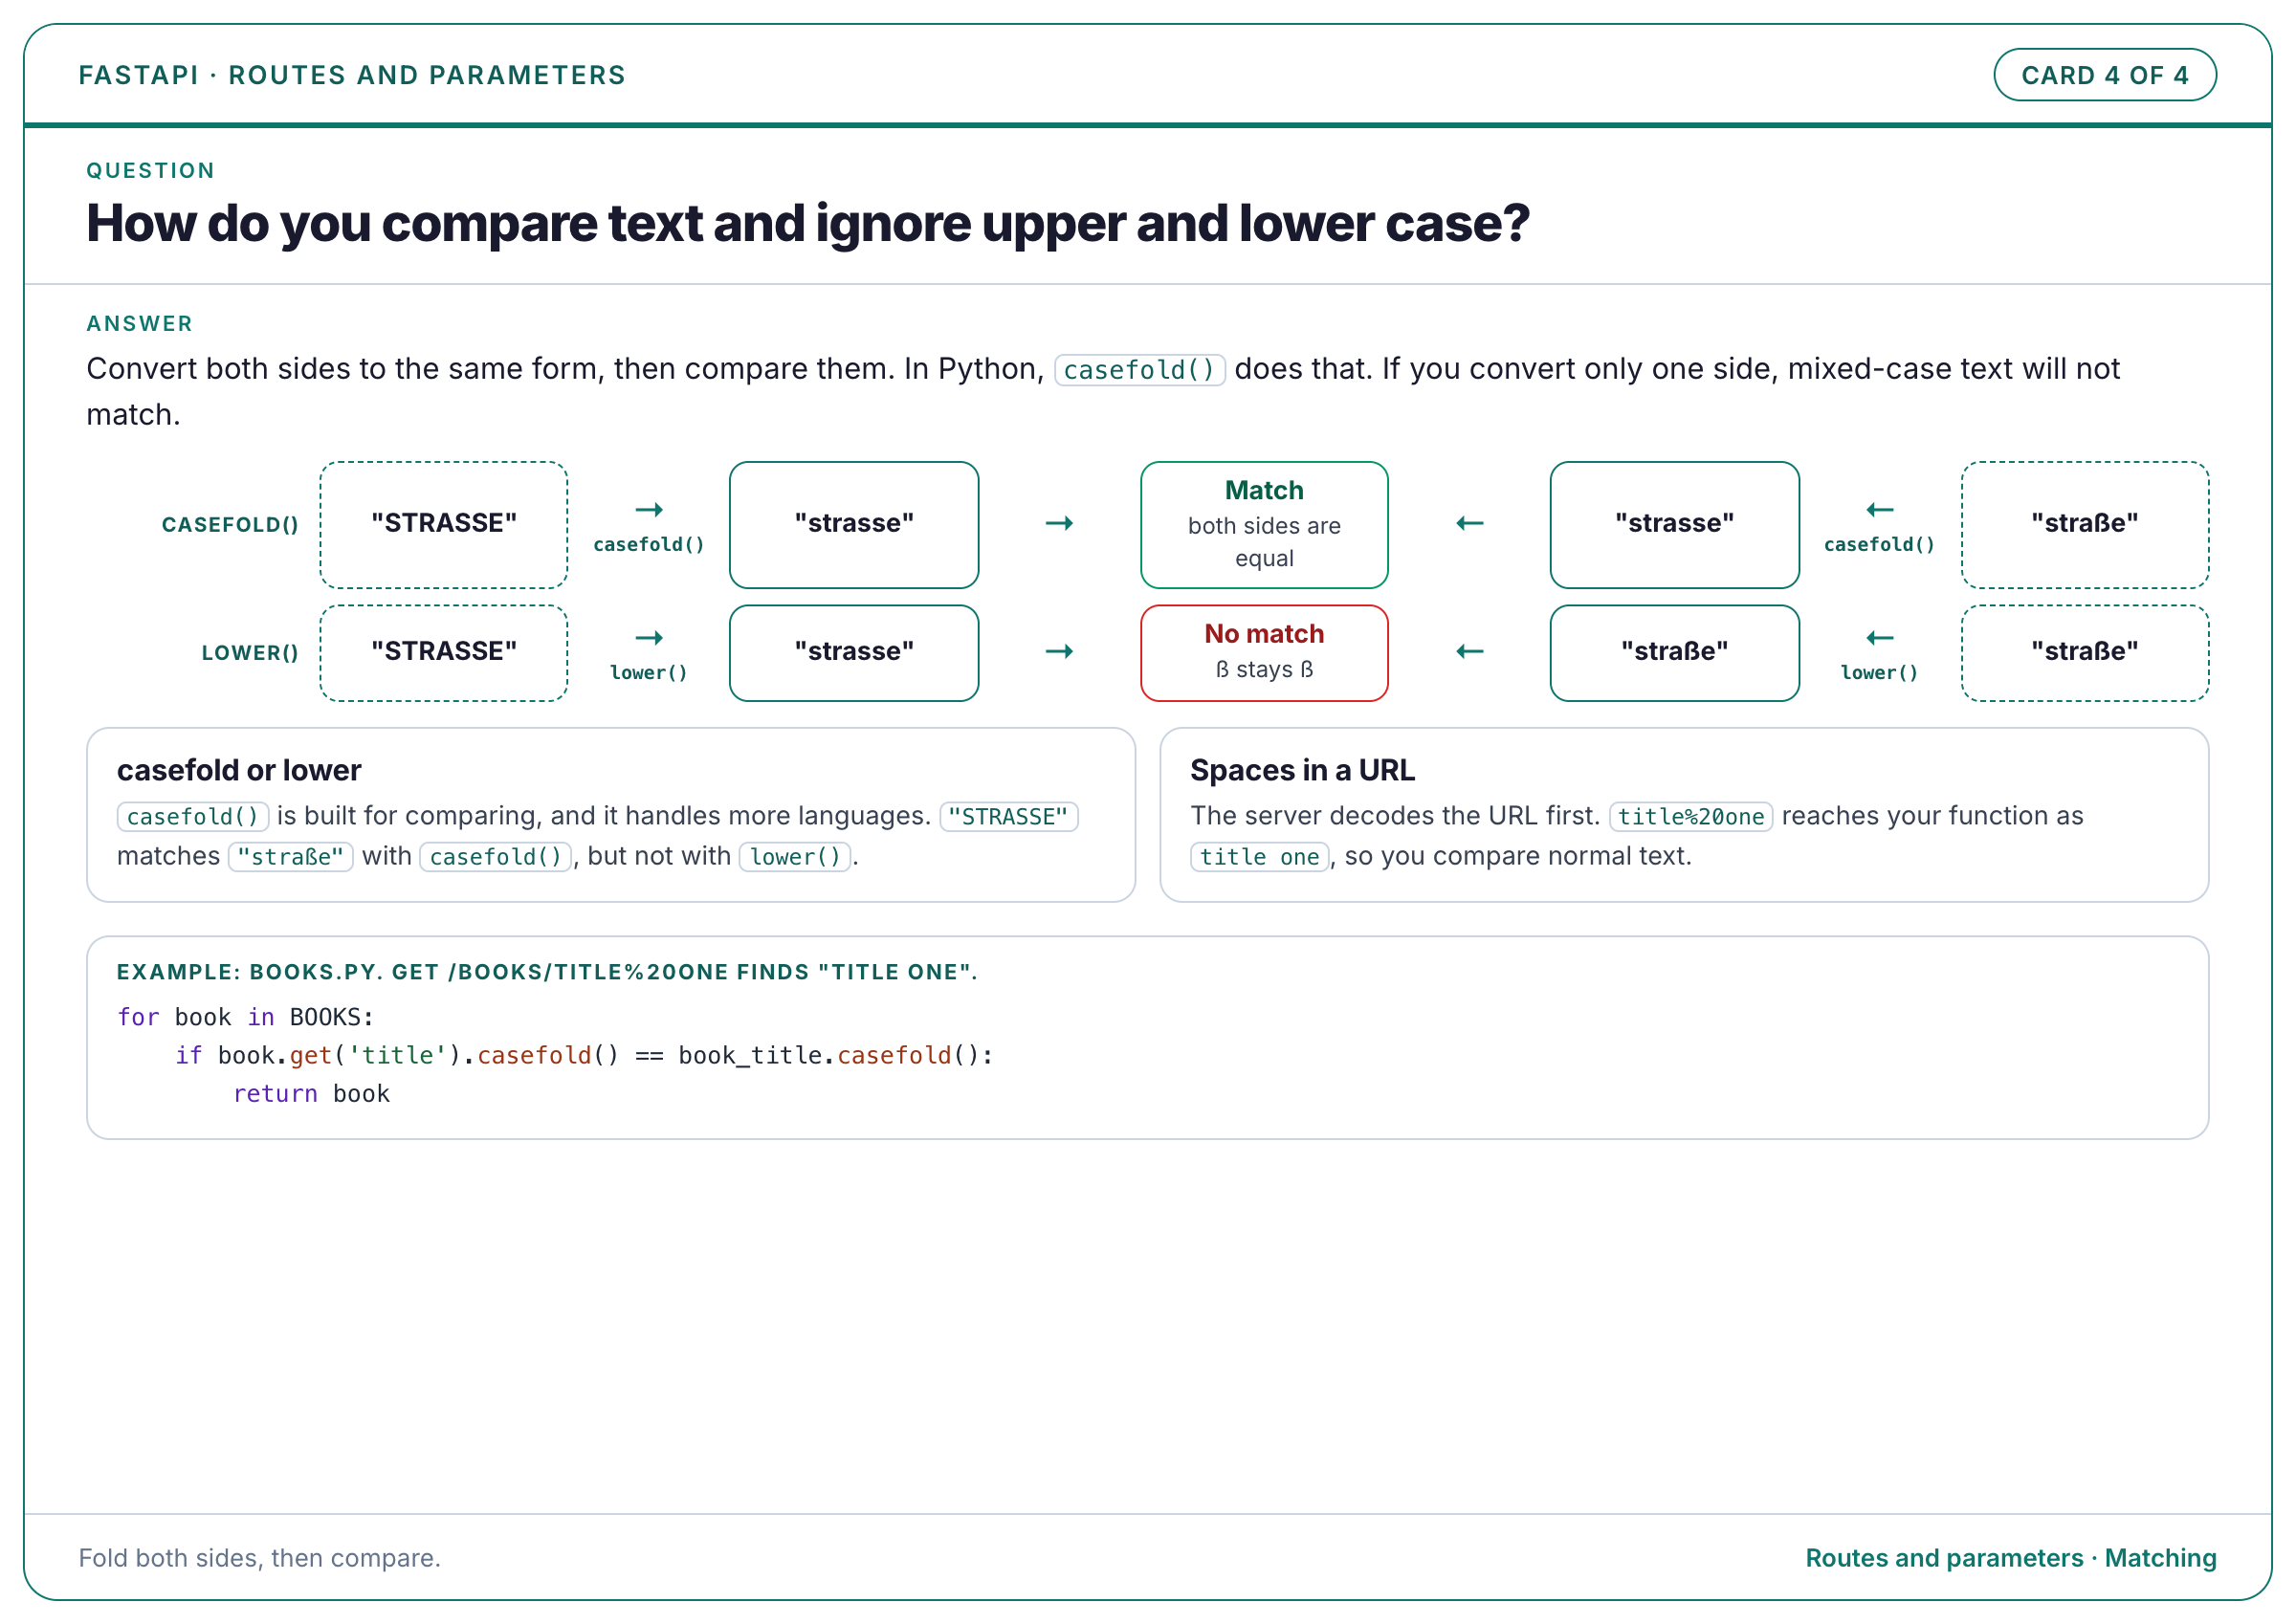 FASTAPI · ROUTES AND PARAMETERS
CARD 4 OF 4
QUESTION
How do you compare text and ignore upper and lower case?
ANSWER
Convert both sides to the same form, then compare them. In Python, casefold() does that. If you convert only one side, mixed-case text will not
match.
CASEFOLD() "STRASSE" → casefold() "strasse" → Match both sides are equal ← "strasse" ← casefold() "straße"
LOWER() "STRASSE" → lower() "strasse" → No match ß stays ß ← "straße" ← lower() "straße"
casefold or lower
casefold() is built for comparing, and it handles more languages. "STRASSE"
matches "straße" with casefold(), but not with lower().
Spaces in a URL
The server decodes the URL first. title%20one reaches your function as
title one, so you compare normal text.
EXAMPLE: BOOKS.PY. GET /BOOKS/TITLE%20ONE FINDS "TITLE ONE".
for book in BOOKS:
    if book.get('title').casefold() == book_title.casefold():
        return book
Fold both sides, then compare.
Routes and parameters · Matching